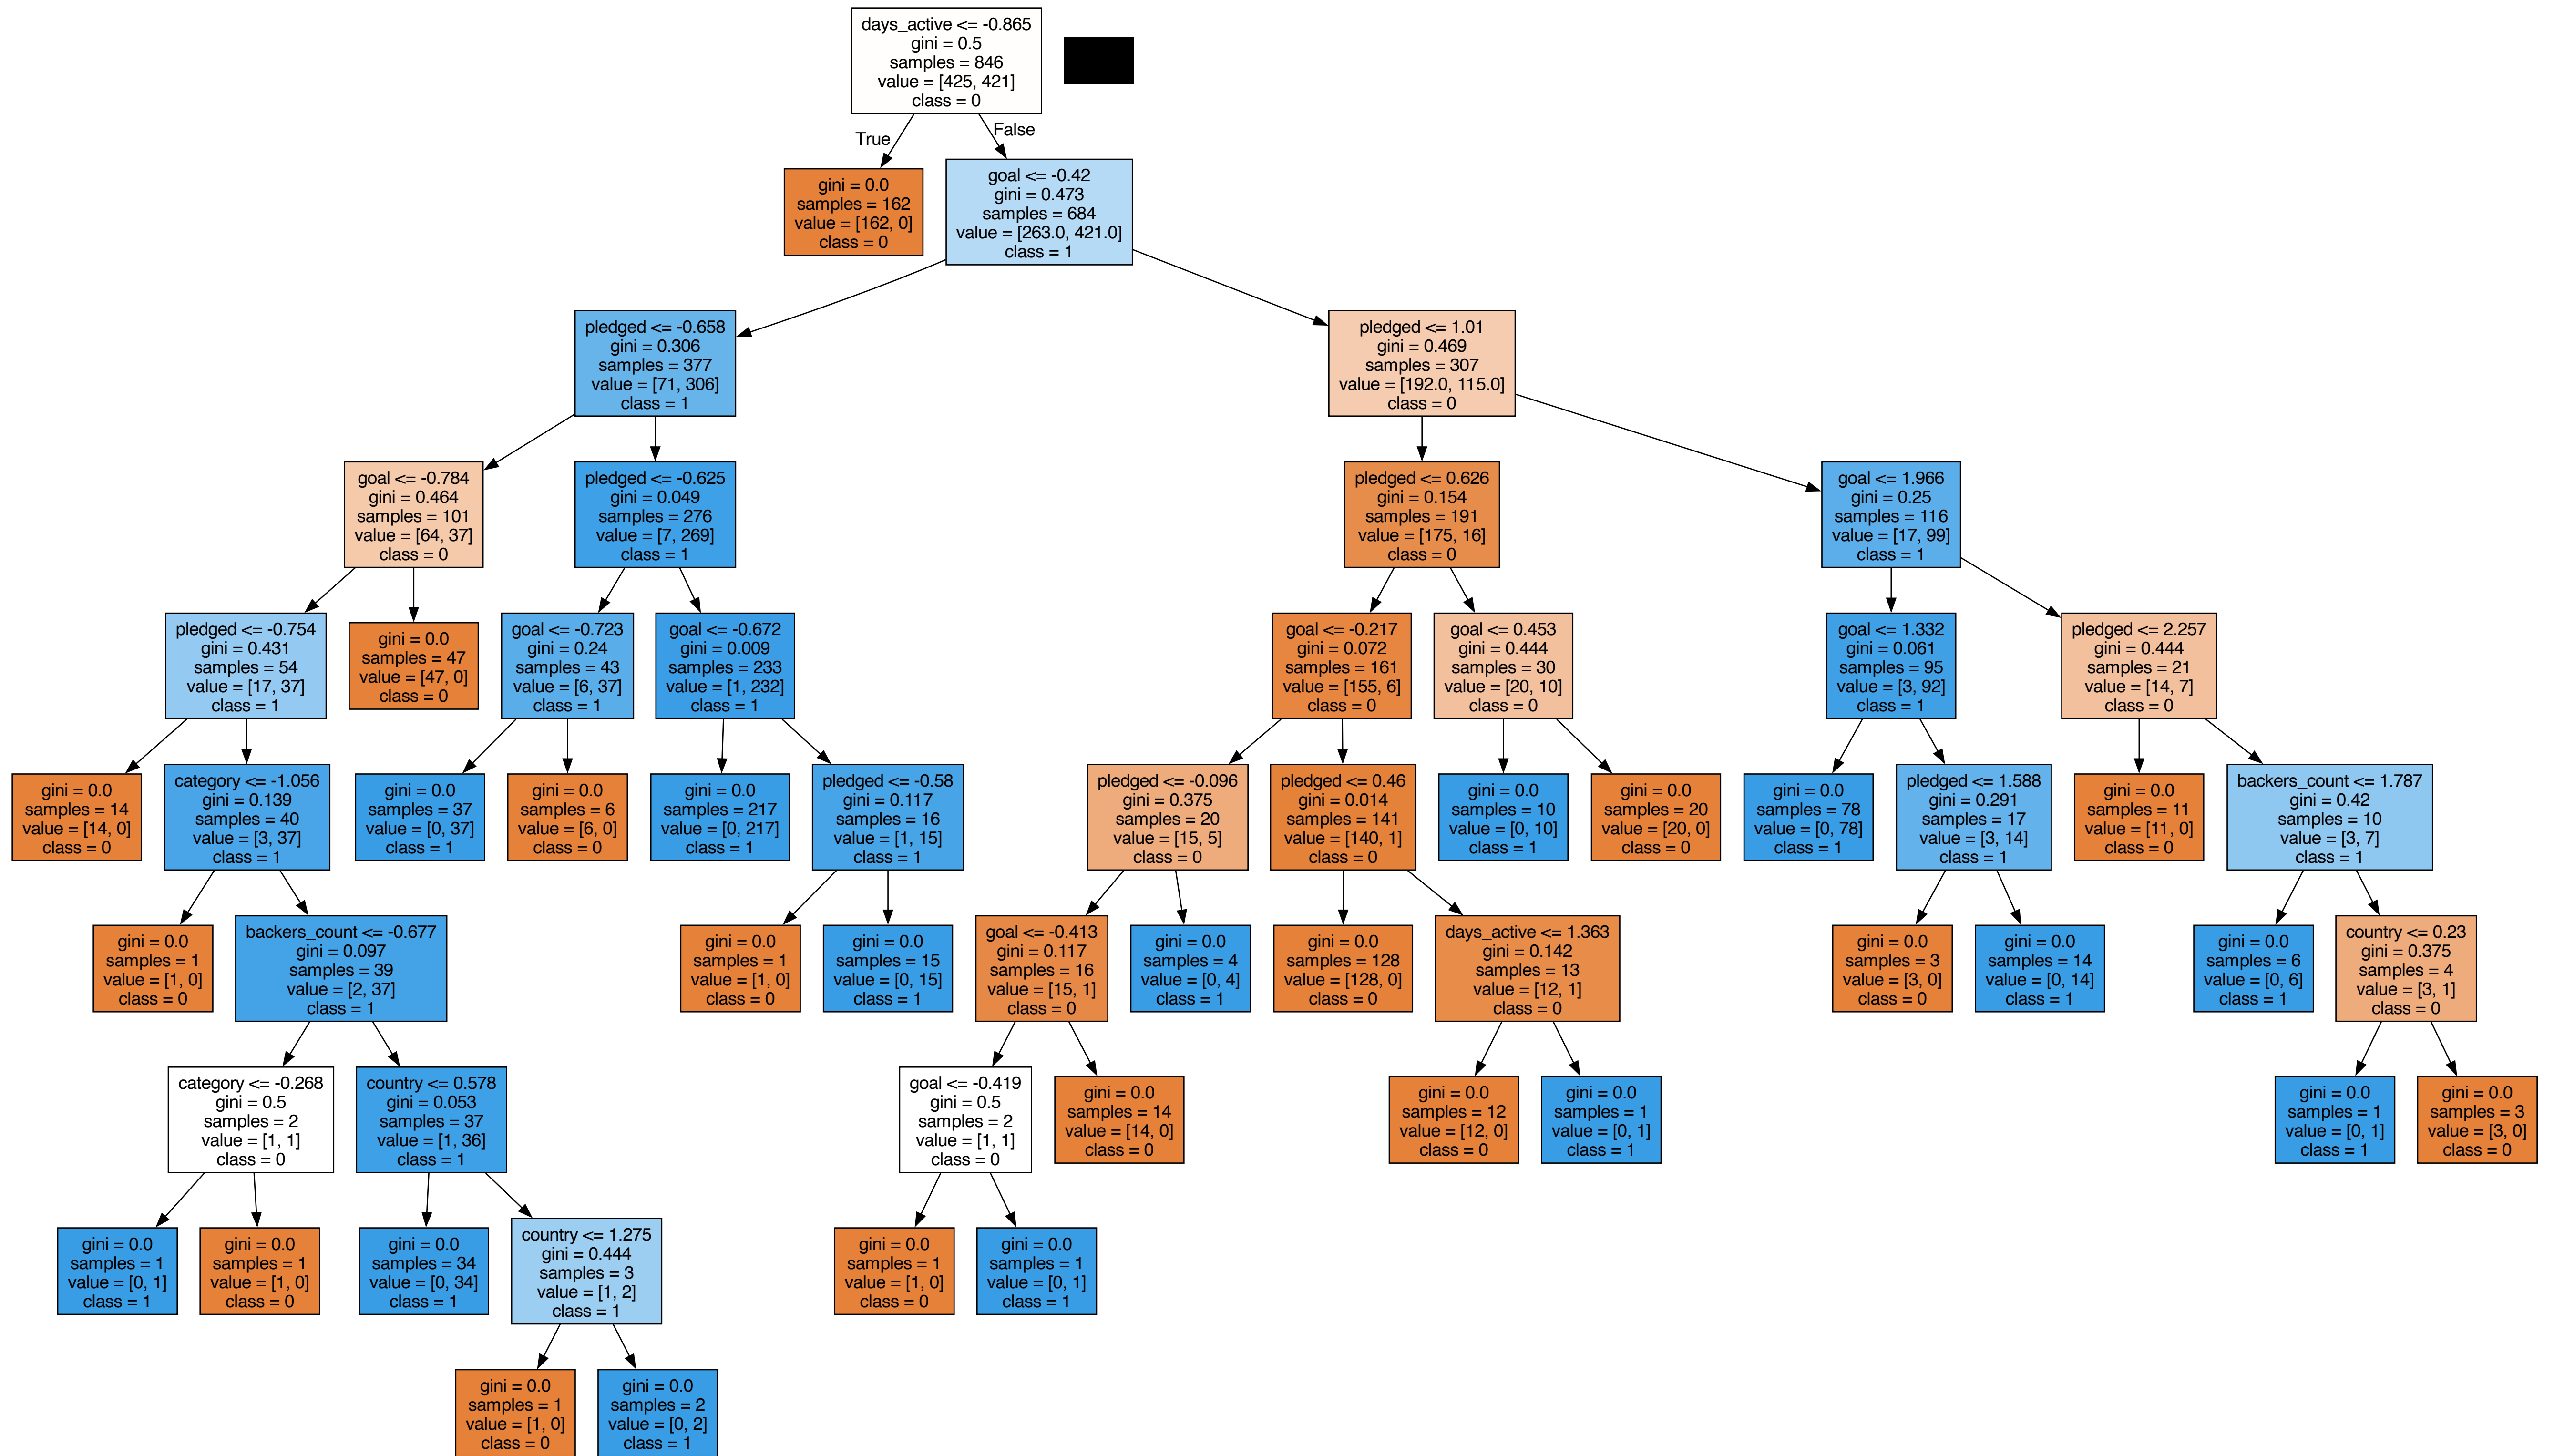 days_active <= -0.865
gini = 0.5
samples = 846
value = [425, 421]
class = 0
True
False
gini = 0.0
samples = 162
value = [162, 0]
class = 0
goal <= -0.42
gini = 0.473
samples = 684
value = [263.0, 421.0]
class = 1
pledged <= -0.658
gini = 0.306
samples = 377
value = [71, 306]
class = 1
pledged <= 1.01
gini = 0.469
samples = 307
value = [192.0, 115.0]
class = 0
goal <= -0.784
gini = 0.464
samples = 101
value = [64, 37]
class = 0
pledged <= -0.625
gini = 0.049
samples = 276
value = [7, 269]
class = 1
pledged <= 0.626
gini = 0.154
samples = 191
value = [175, 16]
class = 0
goal <= 1.966
gini = 0.25
samples = 116
value = [17, 99]
class = 1
pledged <= -0.754
gini = 0.431
samples = 54
value = [17, 37]
class = 1
gini = 0.0
samples = 47
value = [47, 0]
class = 0
goal <= -0.723
gini = 0.24
samples = 43
value = [6, 37]
class = 1
goal <= -0.672
gini = 0.009
samples = 233
value = [1, 232]
class = 1
goal <= -0.217
gini = 0.072
samples = 161
value = [155, 6]
class = 0
goal <= 0.453
gini = 0.444
samples = 30
value = [20, 10]
class = 0
goal <= 1.332
gini = 0.061
samples = 95
value = [3, 92]
class = 1
pledged <= 2.257
gini = 0.444
samples = 21
value = [14, 7]
class = 0
gini = 0.0
samples = 14
value = [14, 0]
class = 0
category <= -1.056
gini = 0.139
samples = 40
value = [3, 37]
class = 1
gini = 0.0
samples = 37
value = [0, 37]
class = 1
gini = 0.0
samples = 6
value = [6, 0]
class = 0
gini = 0.0
samples = 217
value = [0, 217]
class = 1
pledged <= -0.58
gini = 0.117
samples = 16
value = [1, 15]
class = 1
pledged <= -0.096
gini = 0.375
samples = 20
value = [15, 5]
class = 0
pledged <= 0.46
gini = 0.014
samples = 141
value = [140, 1]
class = 0
gini = 0.0
samples = 10
value = [0, 10]
class = 1
gini = 0.0
samples = 20
value = [20, 0]
class = 0
gini = 0.0
samples = 78
value = [0, 78]
class = 1
pledged <= 1.588
gini = 0.291
samples = 17
value = [3, 14]
class = 1
gini = 0.0
samples = 11
value = [11, 0]
class = 0
backers_count <= 1.787
gini = 0.42
samples = 10
value = [3, 7]
class = 1
gini = 0.0
samples = 1
value = [1, 0]
class = 0
backers_count <= -0.677
gini = 0.097
samples = 39
value = [2, 37]
class = 1
gini = 0.0
samples = 1
value = [1, 0]
class = 0
gini = 0.0
samples = 15
value = [0, 15]
class = 1
goal <= -0.413
gini = 0.117
samples = 16
value = [15, 1]
class = 0
gini = 0.0
samples = 4
value = [0, 4]
class = 1
gini = 0.0
samples = 128
value = [128, 0]
class = 0
days_active <= 1.363
gini = 0.142
samples = 13
value = [12, 1]
class = 0
gini = 0.0
samples = 3
value = [3, 0]
class = 0
gini = 0.0
samples = 14
value = [0, 14]
class = 1
gini = 0.0
samples = 6
value = [0, 6]
class = 1
country <= 0.23
gini = 0.375
samples = 4
value = [3, 1]
class = 0
category <= -0.268
gini = 0.5
samples = 2
value = [1, 1]
class = 0
country <= 0.578
gini = 0.053
samples = 37
value = [1, 36]
class = 1
goal <= -0.419
gini = 0.5
samples = 2
value = [1, 1]
class = 0
gini = 0.0
samples = 14
value = [14, 0]
class = 0
gini = 0.0
samples = 12
value = [12, 0]
class = 0
gini = 0.0
samples = 1
value = [0, 1]
class = 1
gini = 0.0
samples = 1
value = [0, 1]
class = 1
gini = 0.0
samples = 3
value = [3, 0]
class = 0
gini = 0.0
samples = 1
value = [0, 1]
class = 1
gini = 0.0
samples = 1
value = [1, 0]
class = 0
gini = 0.0
samples = 34
value = [0, 34]
class = 1
country <= 1.275
gini = 0.444
samples = 3
value = [1, 2]
class = 1
gini = 0.0
samples = 1
value = [1, 0]
class = 0
gini = 0.0
samples = 1
value = [0, 1]
class = 1
gini = 0.0
samples = 1
value = [1, 0]
class = 0
gini = 0.0
samples = 2
value = [0, 2]
class = 1